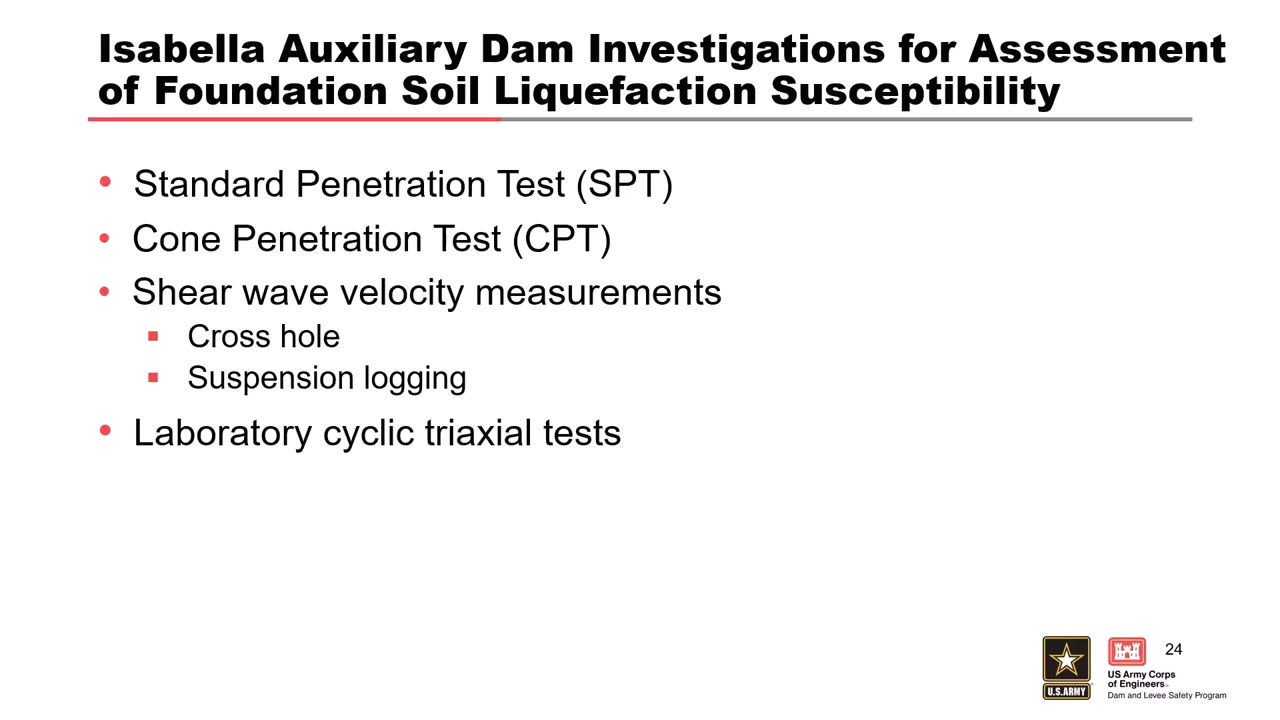 Isabella Auxiliary Dam Investigations for Assessment
of Foundation Soil Liquefaction Susceptibility
• Standard Penetration Test (SPT)
• Cone Penetration Test (CPT)
• Shear wave velocity measurements
▪ Cross hole
▪ Suspension logging
• Laboratory cyclic triaxial tests
24
U.S.ARMY
US Army Corps
of Engineers®
Dam and Levee Safety Program